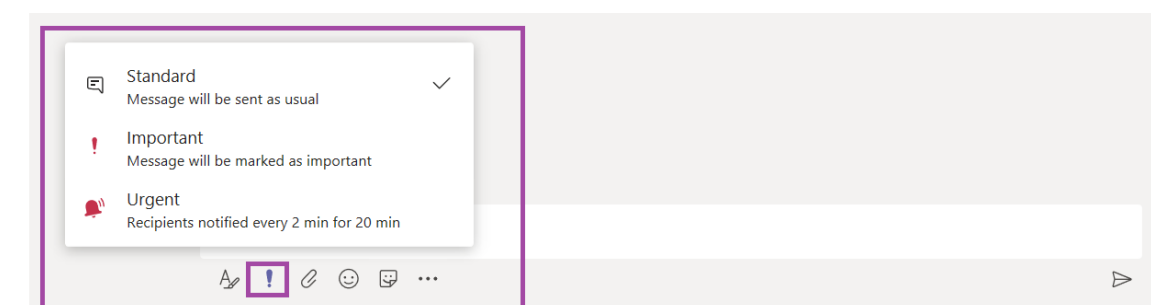 Standard
Message will be sent as usual
Important
Message will be marked as important
Urgent
Recipients notified every 2 min for 20 min